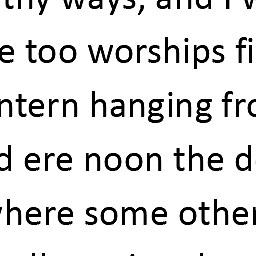 thy ways, and I w
e too worships fi
ntern hanging fro
d ere noon the d
where some other